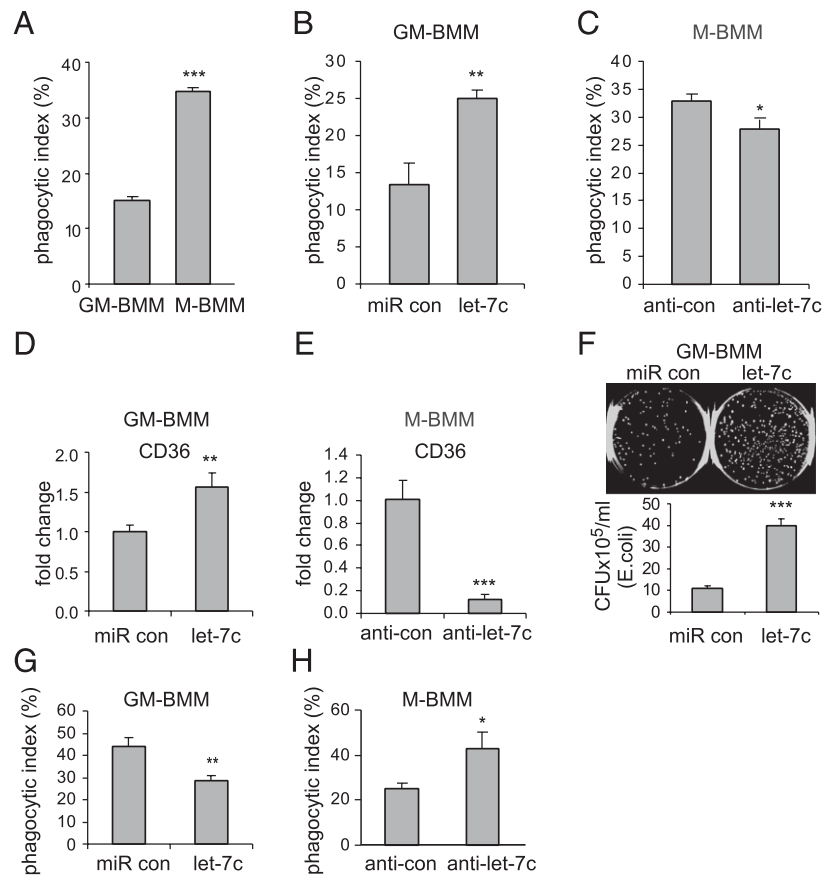 A
phagocytic index (%)
40
30
20
10
0
***
GM-BMM M-BMM
B
GM-BMM
phagocytic index (%)
30
25
20
15
10
5
0
**
miR con let-7c
C
M-BMM
phagocytic index (%)
40
35
30
25
20
15
10
5
0
*
anti-con anti-let-7c
D
GM-BMM
CD36
fold change
2.0
1.5
1.0
0.5
0.0
**
miR con let-7c
E
M-BMM
CD36
fold change
1.4
1.2
1.0
0.8
0.6
0.4
0.2
0.0
***
anti-con anti-let-7c
F
GM-BMM
miR con let-7c
CFUx10⁵/ml
(E.coli)
50
40
30
20
10
0
***
miR con let-7c
G
GM-BMM
phagocytic index (%)
60
50
40
30
20
10
0
**
miR con let-7c
H
M-BMM
phagocytic index (%)
60
40
20
0
*
anti-con anti-let-7c